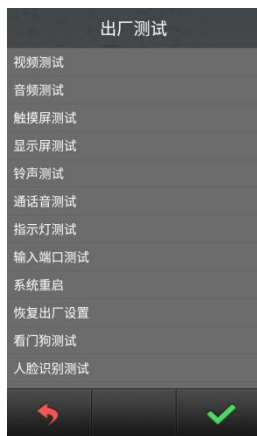 出厂测试
视频测试
音频测试
触摸屏测试
显示屏测试
铃声测试
通话音测试
指示灯测试
输入端口测试
系统重启
恢复出厂设置
看门狗测试
人脸识别测试